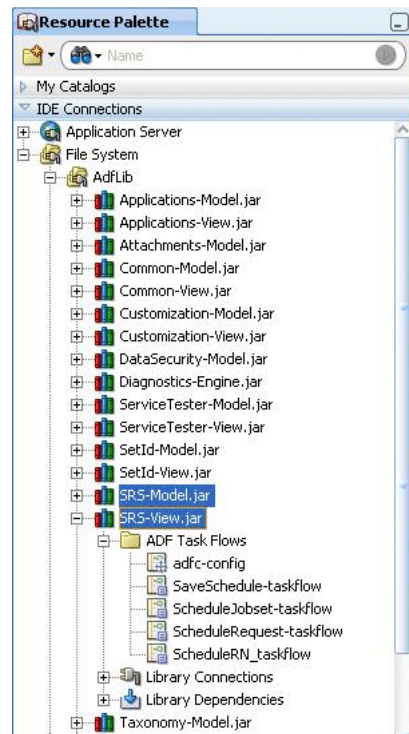 Resource Palette
Name
My Catalogs
IDE Connections
Application Server
File System
AdfLib
Applications-Model.jar
Applications-View.jar
Attachments-Model.jar
Common-Model.jar
Common-View.jar
Customization-Model.jar
Customization-View.jar
DataSecurity-Model.jar
Diagnostics-Engine.jar
ServiceTester-Model.jar
ServiceTester-View.jar
SetId-Model.jar
SetId-View.jar
SRS-Model.jar
SRS-View.jar
ADF Task Flows
adfc-config
SaveSchedule-taskflow
ScheduleJobset-taskflow
ScheduleRequest-taskflow
ScheduleRN_taskflow
Library Connections
Library Dependencies
Taxonomy-Model.jar